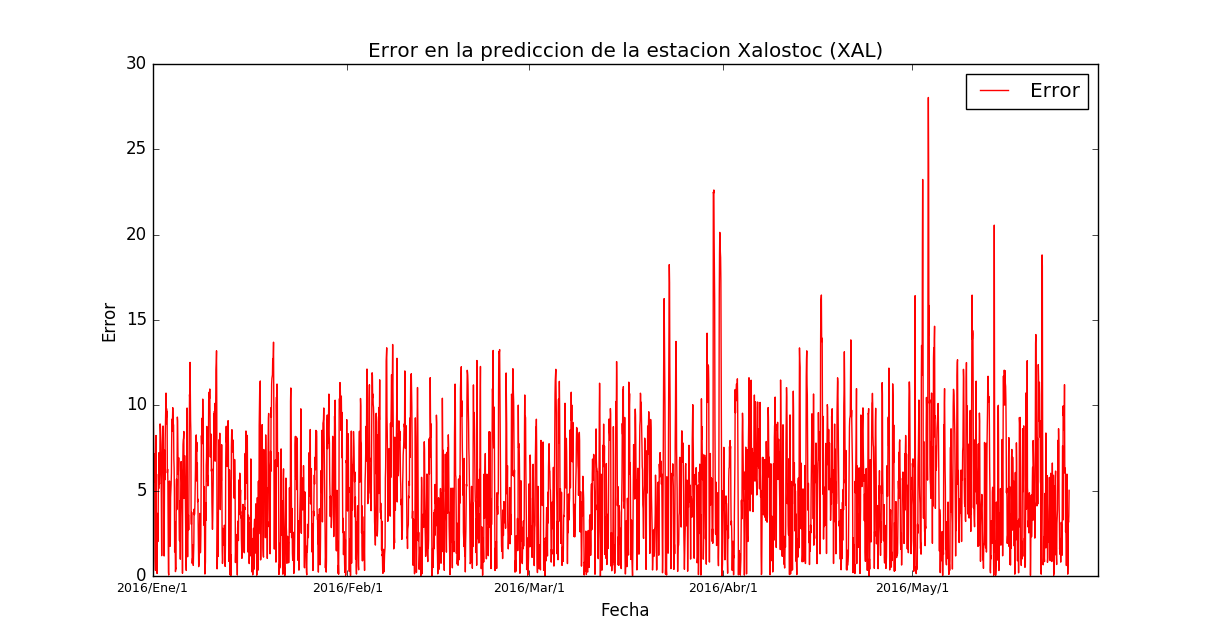 Error en la prediccion de la estacion Xalostoc (XAL)
30
25
20
15
10
5
0
Error
Error
2016/Ene/1 2016/Feb/1 2016/Mar/1 2016/Abr/1 2016/May/1
Fecha